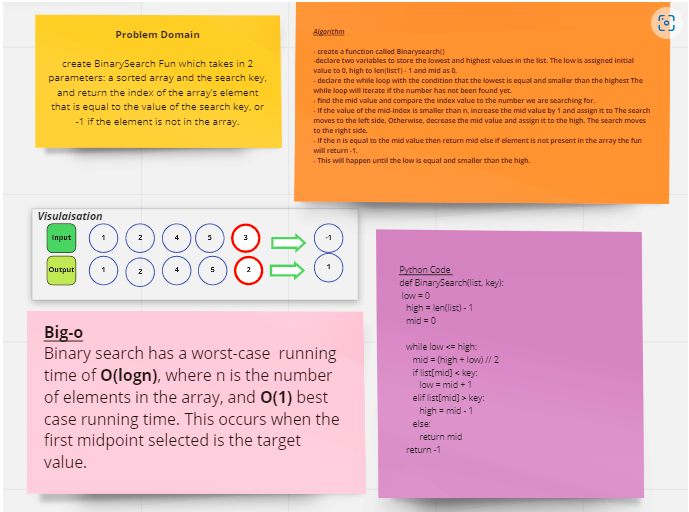 Problem Domain
create BinarySearch Fun which takes in 2
parameters: a sorted array and the search key,
and return the index of the array's element
that is equal to the value of the search key, or
-1 if the element is not in the array.
Algorithm
- create a function called Binarysearch()
-declare two variables to store the lowest and highest values in the list. The low is assigned initial
value to 0, high to len(list1) - 1 and mid as 0.
- declare the while loop with the condition that the lowest is equal and smaller than the highest The
while loop will iterate if the number has not been found yet.
- find the mid value and compare the index value to the number we are searching for.
- If the value of the mid-index is smaller than n, increase the mid value by 1 and assign it to The search
moves to the left side, Otherwise, decrease the mid value and assign it to the high. The search moves
to the right side.
- If the n is equal to the mid value then return mid else if element is not present in the array the fun
will return -1.
- This will happen until the low is equal and smaller than the high.
Visulaisation
Input 1 2 4 5 3 -1
Output 1 2 4 5 2 1
Big-o
Binary search has a worst-case running
time of O(logn), where n is the number
of elements in the array, and O(1) best
case running time. This occurs when the
first midpoint selected is the target
value.
Python Code
def BinarySearch(list, key):
low = 0
high = len(list) - 1
mid = 0
while low <= high:
mid = (high + low) // 2
if list[mid] < key:
low = mid + 1
elif list[mid] > key:
high = mid - 1
else:
return mid
return -1